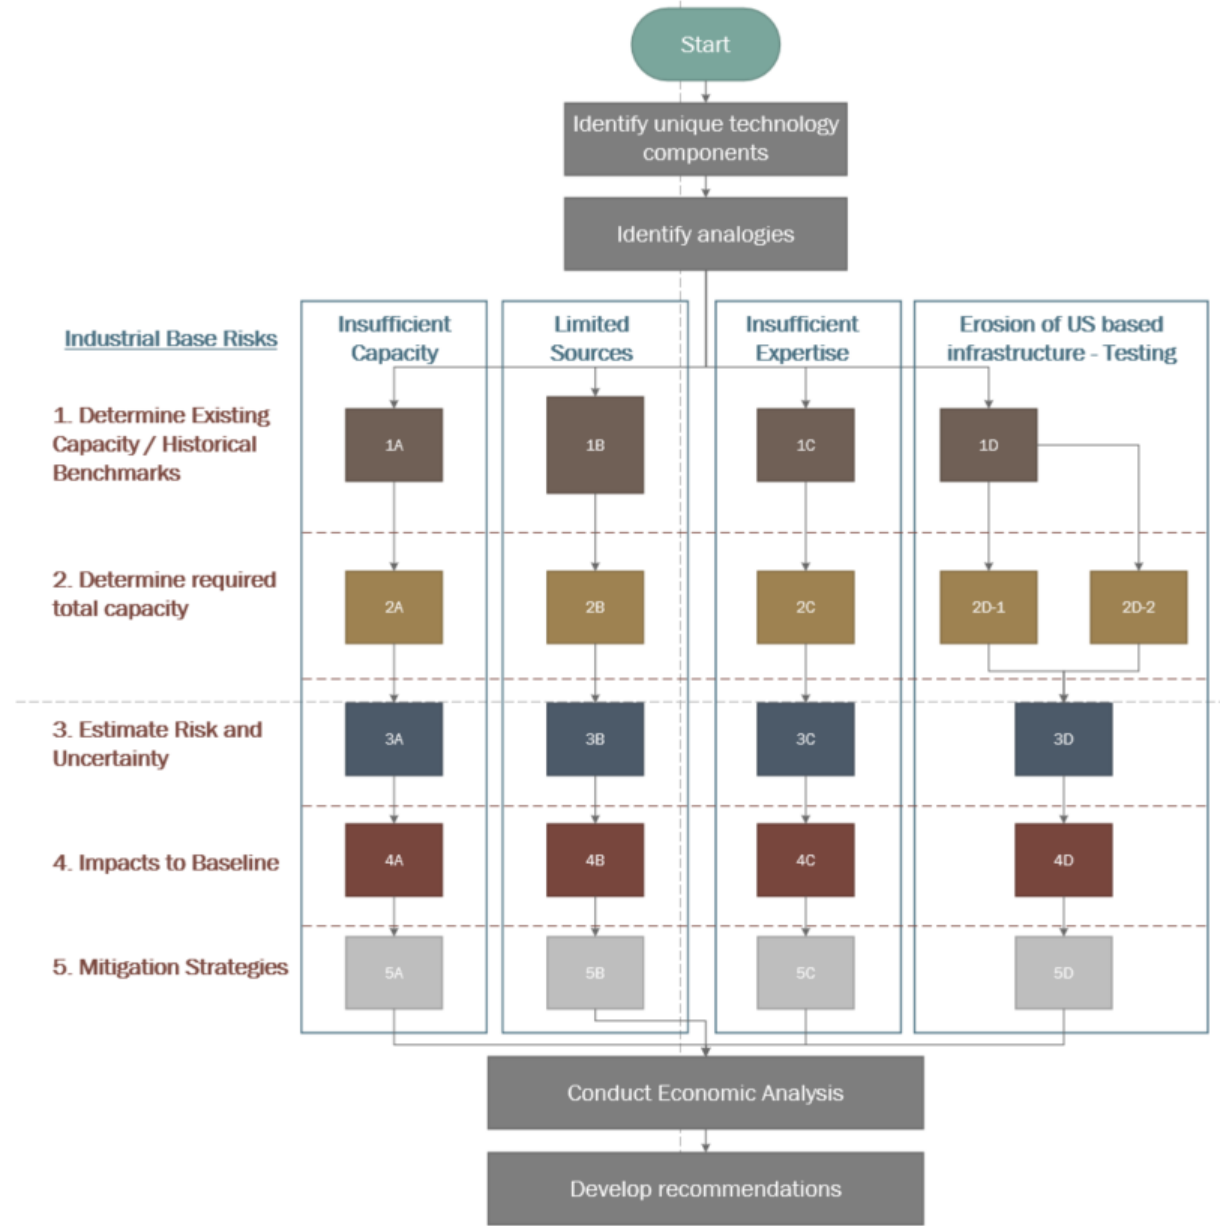 Start
Identify unique technology
components
Identify analogies
Industrial Base Risks
Insufficient
Capacity
Limited
Sources
Insufficient
Expertise
Erosion of US based
infrastructure - Testing
1. Determine Existing
Capacity / Historical
Benchmarks
1A
1B
1C
1D
2. Determine required
total capacity
2A
2B
2C
2D-1
2D-2
3. Estimate Risk and
Uncertainty
3A
3B
3C
3D
4. Impacts to Baseline
4A
4B
4C
4D
5. Mitigation Strategies
5A
5B
5C
5D
Conduct Economic Analysis
Develop recommendations